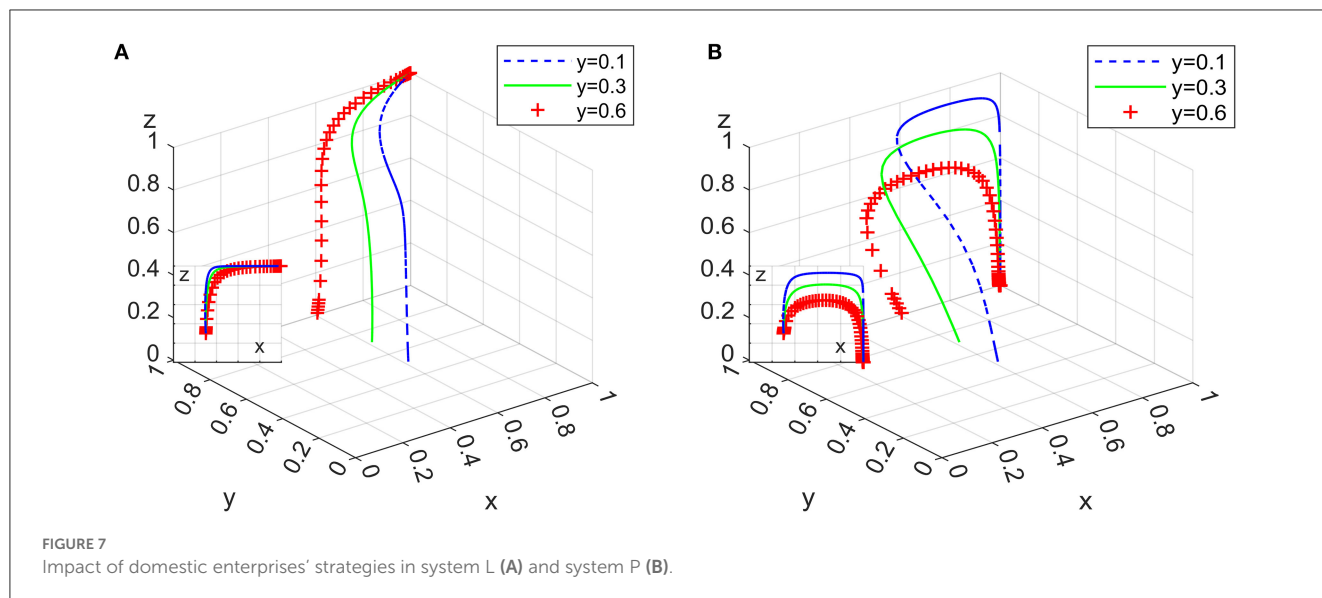 A
y=0.1
y=0.3
y=0.6
z
1
0.8
0.6
0.4
0.2
0
z
x
1
0.8
0.6
0.4
0.2
0
y
0
0.2
0.4
0.6
0.8
1
x
B
y=0.1
y=0.3
y=0.6
z
1
0.8
0.6
0.4
0.2
0
z
x
1
0.8
0.6
0.4
0.2
0
y
0
0.2
0.4
0.6
0.8
1
x
FIGURE 7
Impact of domestic enterprises’ strategies in system L (A) and system P (B).